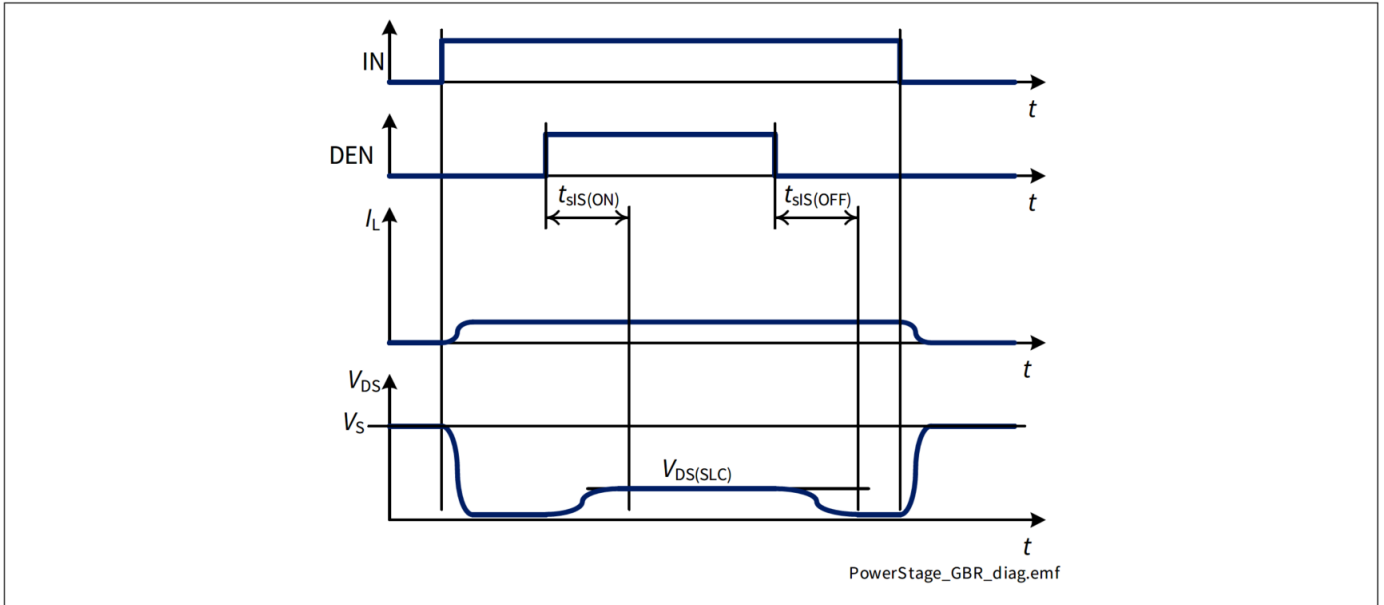 IN
t
DEN
t
tsIS(ON)
tsIS(OFF)
IL
t
VDS
VS
VDS(SLC)
t
PowerStage_GBR_diag.emf